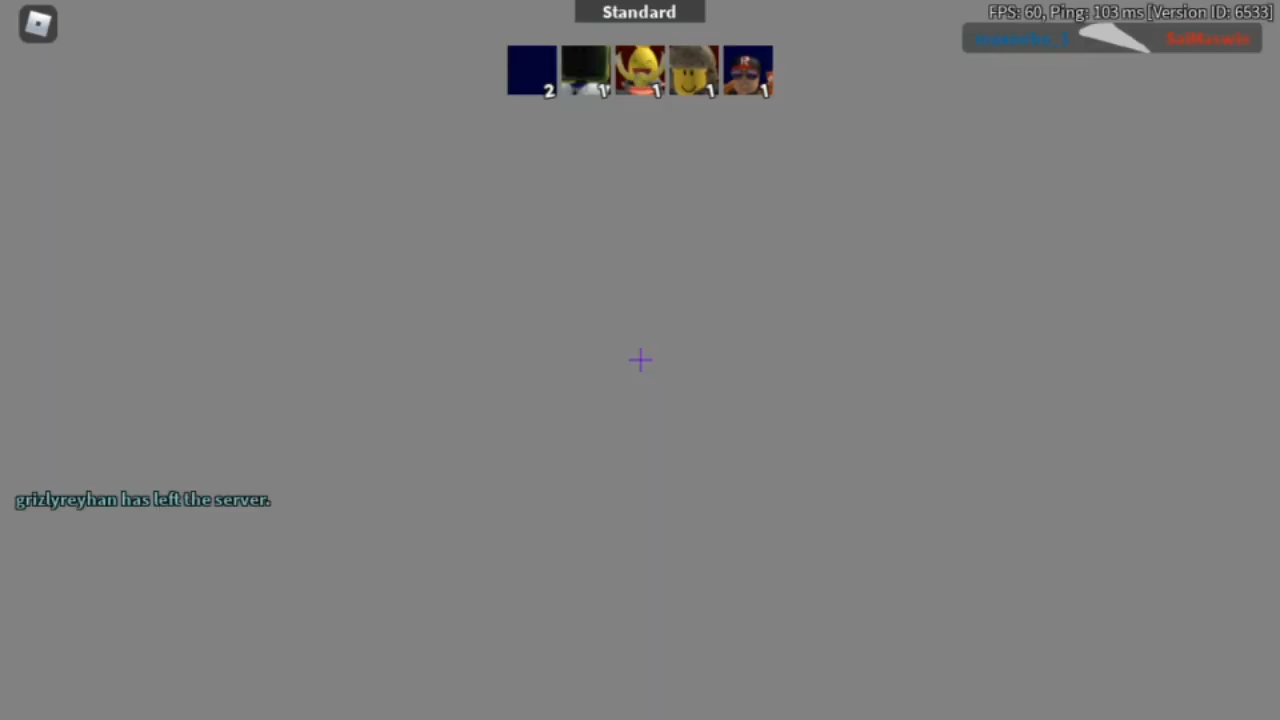 Standard
FPS: 60, Ping: 103 ms [Version ID: 6533]
2
1
1
1
1
grizlyreyhan has left the server.